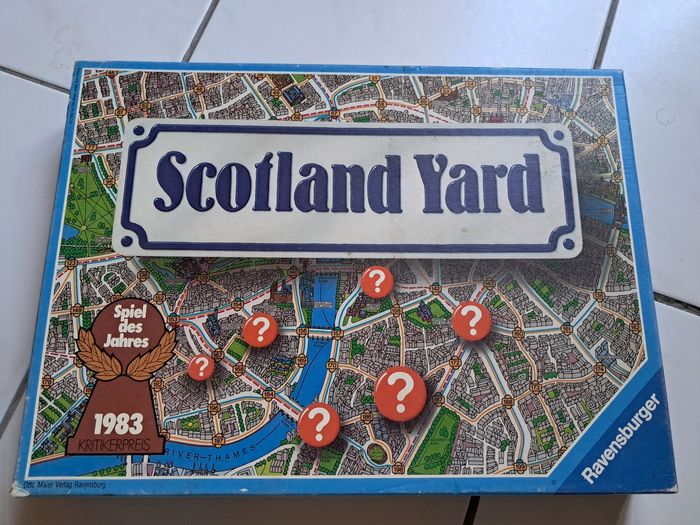 Scotland Yard
Spiel
des
Jahres
1983
KRITIKERPREIS
?
?
?
?
?
?
RIVER-THAMES
Ravensburger
Otto Maier Verlag Ravensburg